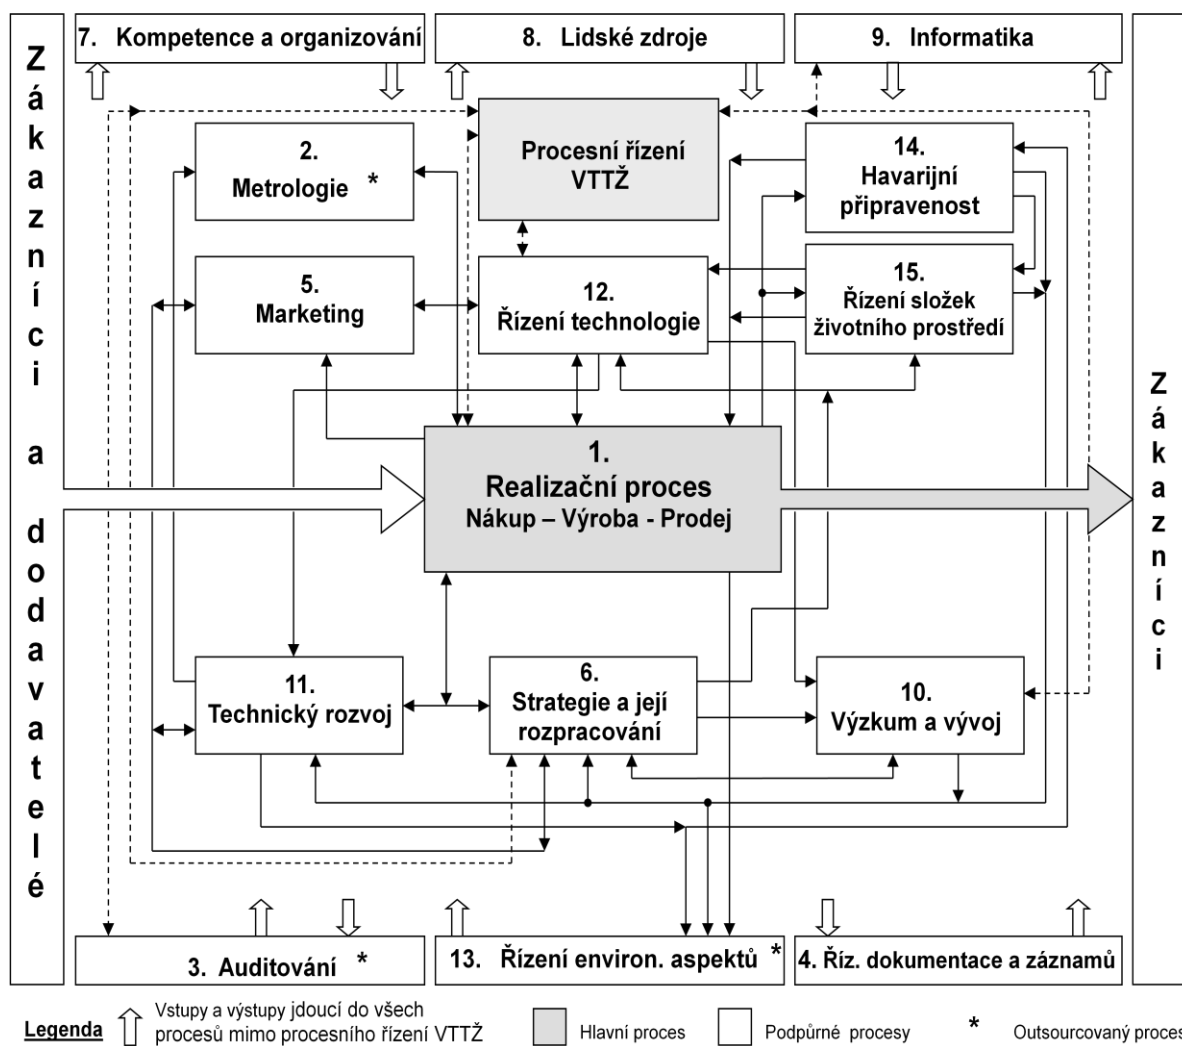 Zákazníci a dodavatelé
7. Kompetence a organizování
8. Lidské zdroje
9. Informatika
2.
Metrologie *
Procesní řízení
VTTŽ
14.
Havarijní
připravenost
5.
Marketing
12.
Řízení technologie
15.
Řízení složek
životního prostředí
1.
Realizační proces
Nákup – Výroba - Prodej
Zákazníci
11.
Technický rozvoj
6.
Strategie a její
rozpracování
10.
Výzkum a vývoj
3. Auditování *
13. Řízení environ. aspektů *
4. Říz. dokumentace a záznamů
Legenda
Vstupy a výstupy jdoucí do všech
procesů mimo procesního řízení VTTŽ
Hlavní proces
Podpůrné procesy
* Outsourcovaný proces